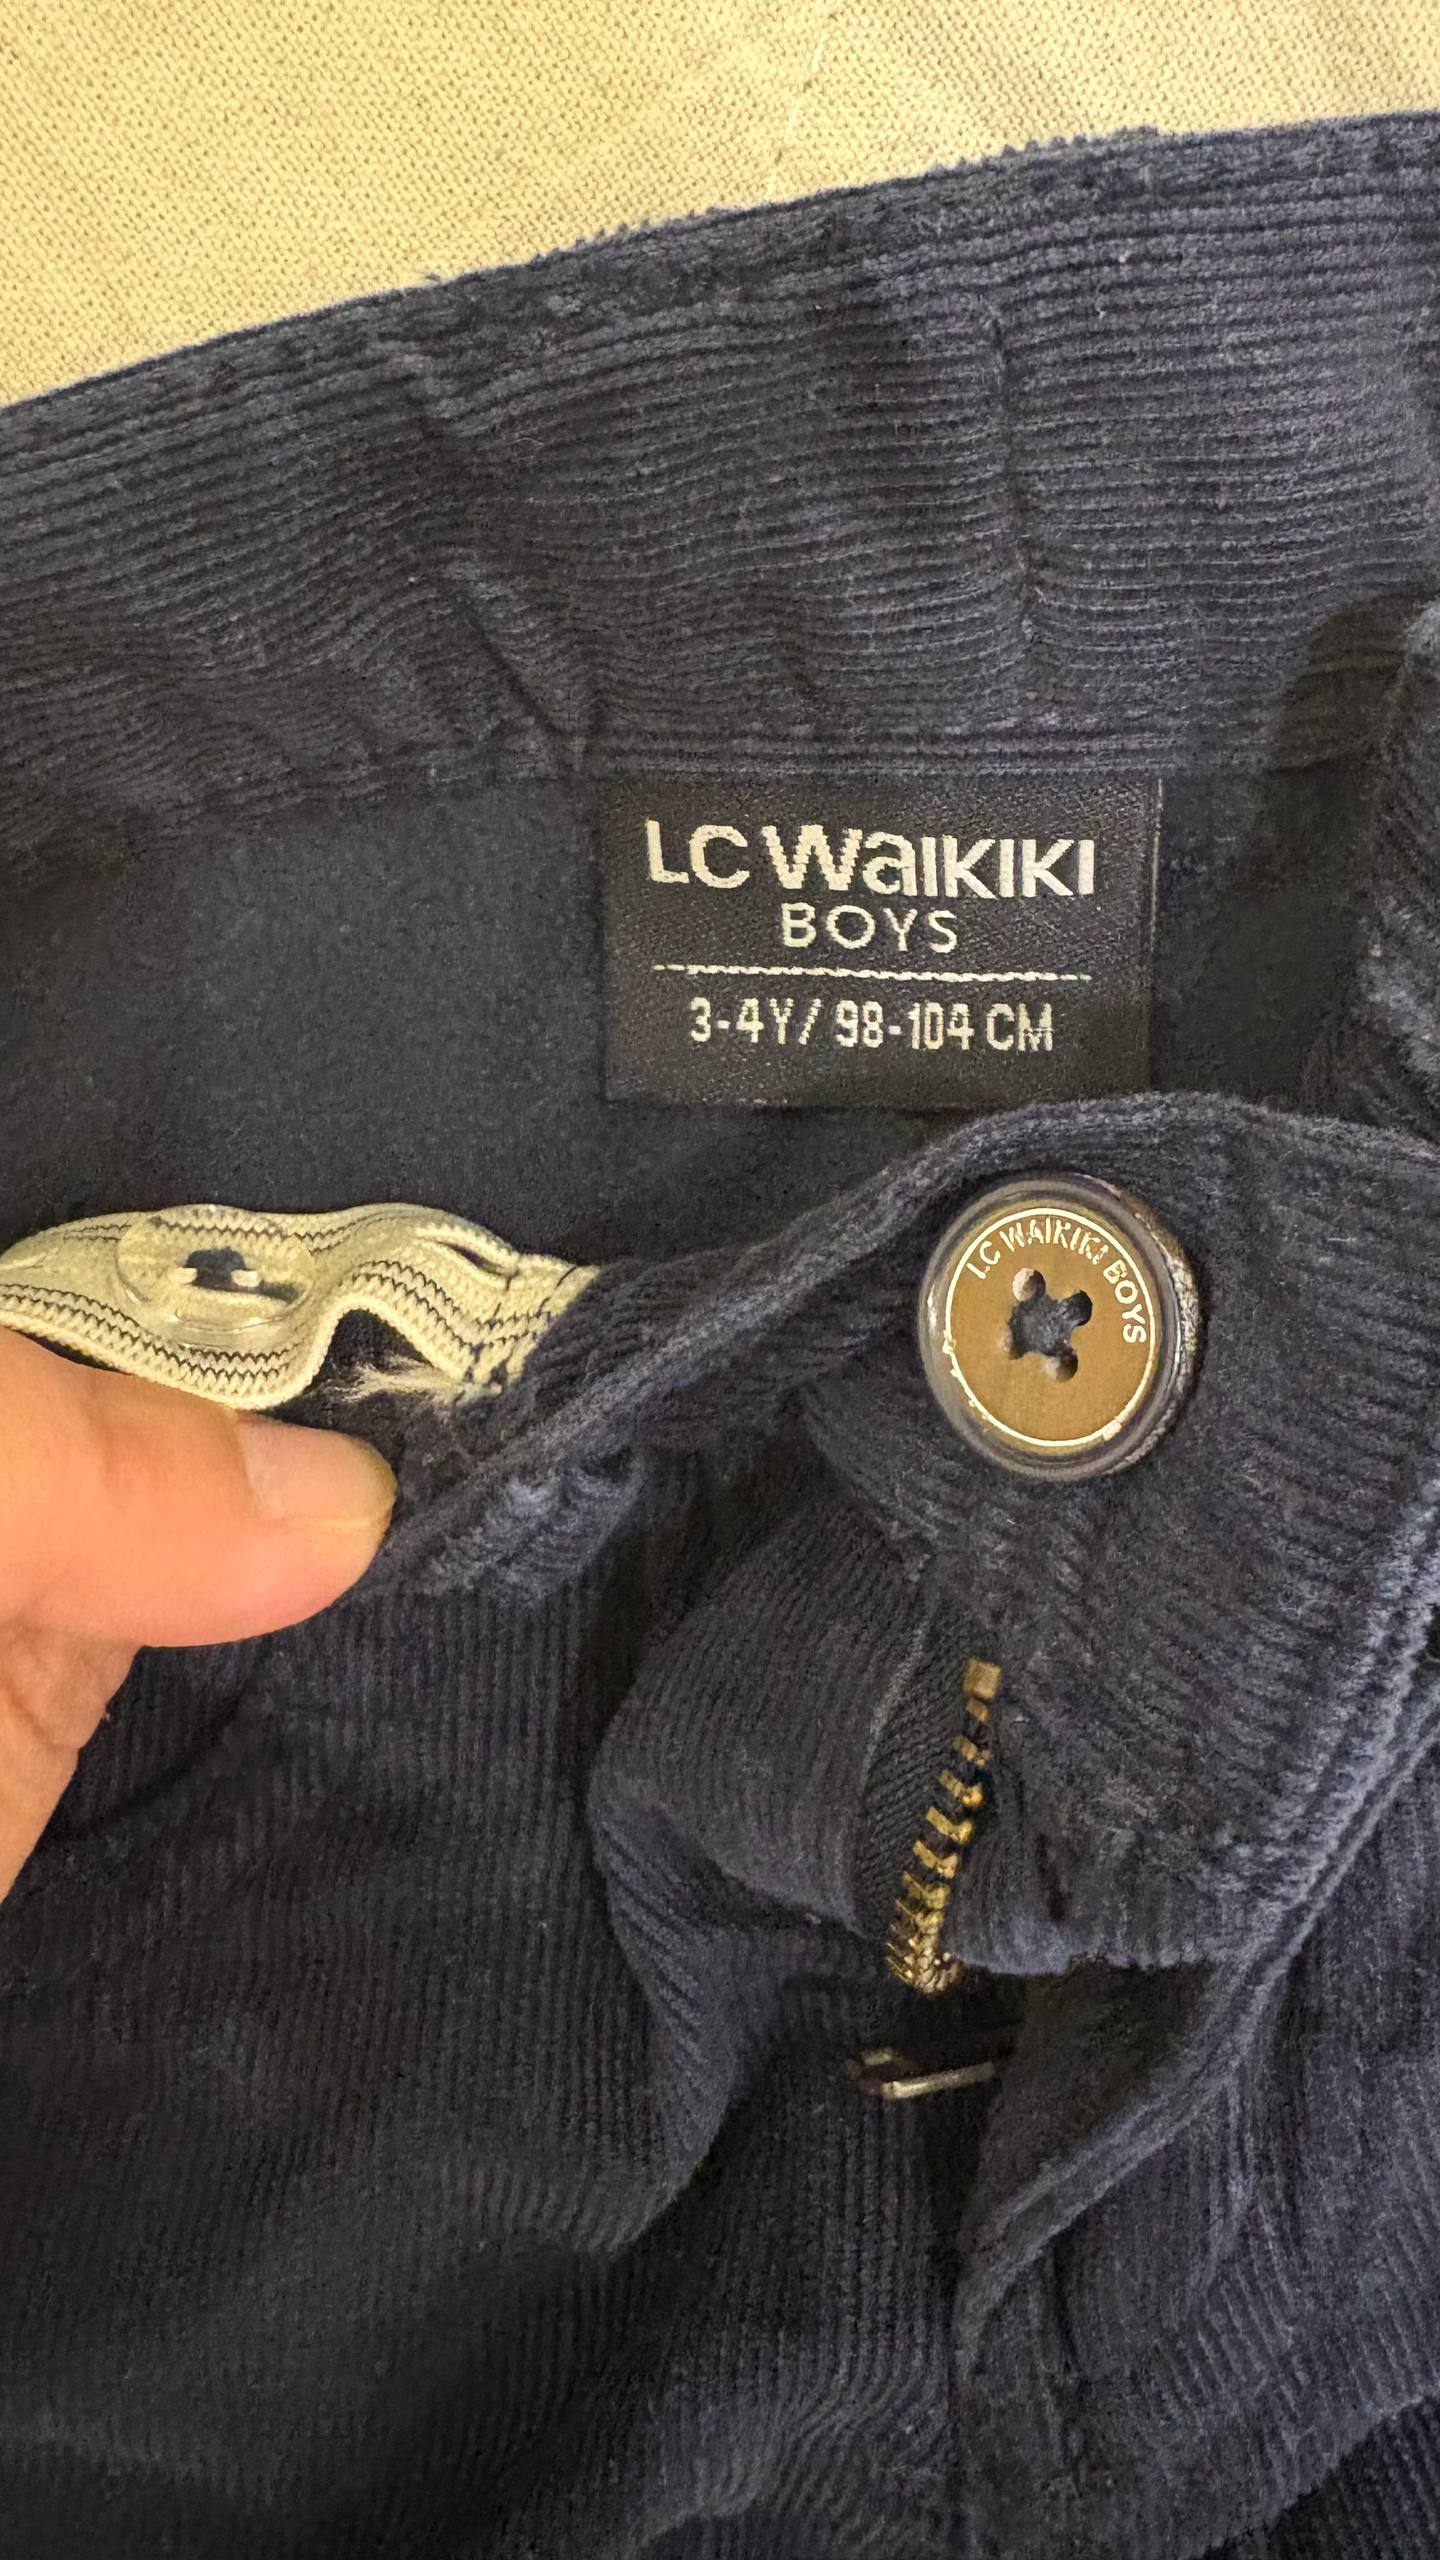 LC WAIKIKI
BOYS
3-4Y/ 98-104 CM
LC WAIKIKI BOYS